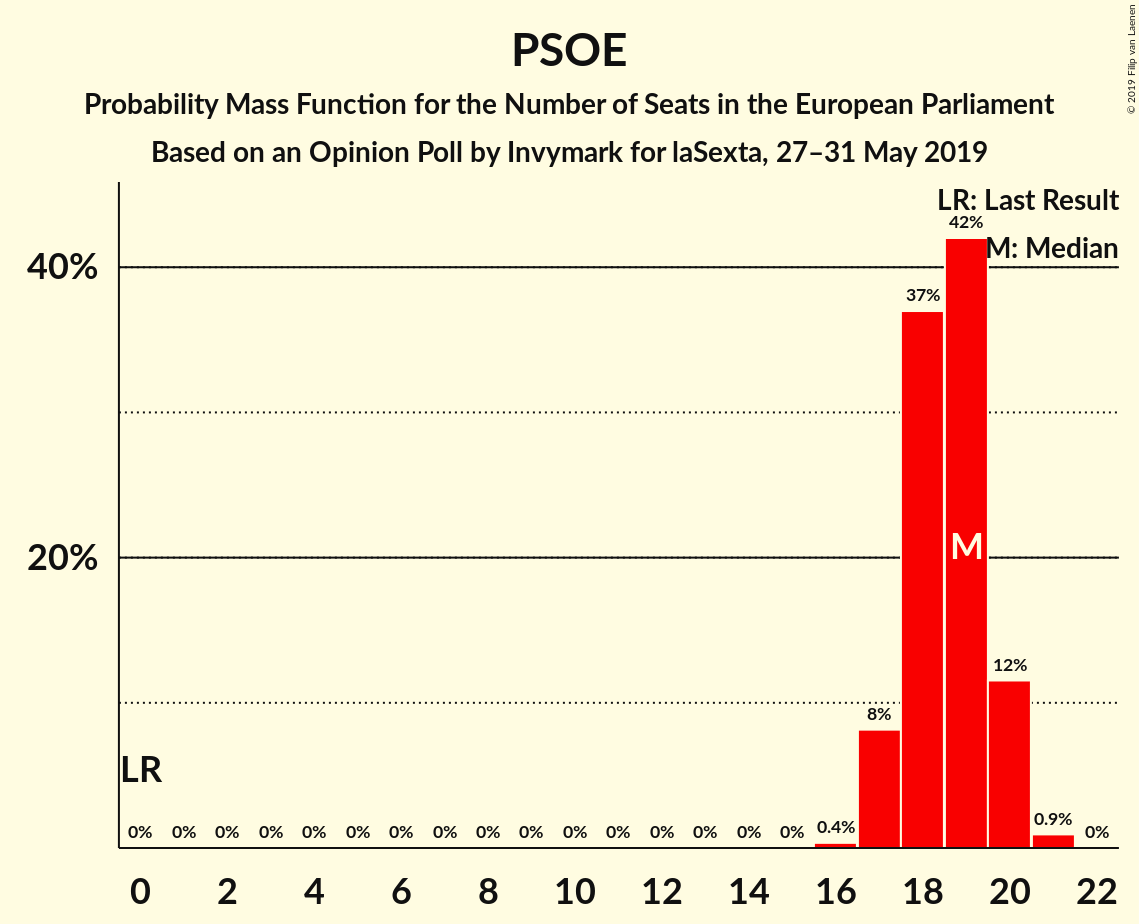 PSOE
Probability Mass Function for the Number of Seats in the European Parliament
Based on an Opinion Poll by Invymark for laSexta, 27–31 May 2019
© 2019 Filip van Laenen
LR: Last Result
M: Median
40%
20%
42%
37%
M
12%
8%
LR
0% 0% 0% 0% 0% 0% 0% 0% 0% 0% 0% 0% 0% 0% 0% 0% 0.4% 0.9% 0%
0 2 4 6 8 10 12 14 16 18 20 22